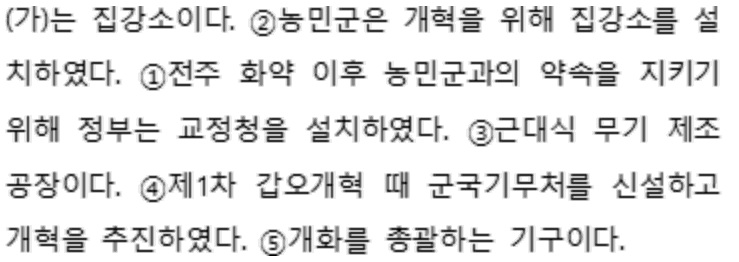 (가)는 집강소이다. ②농민군은 개혁을 위해 집강소를 설
치하였다. ①전주 화약 이후 농민군과의 약속을 지키기
위해 정부는 교정청을 설치하였다. ③근대식 무기 제조
공장이다. ④제1차 갑오개혁 때 군국기무처를 신설하고
개혁을 추진하였다. ⑤개화를 총괄하는 기구이다.